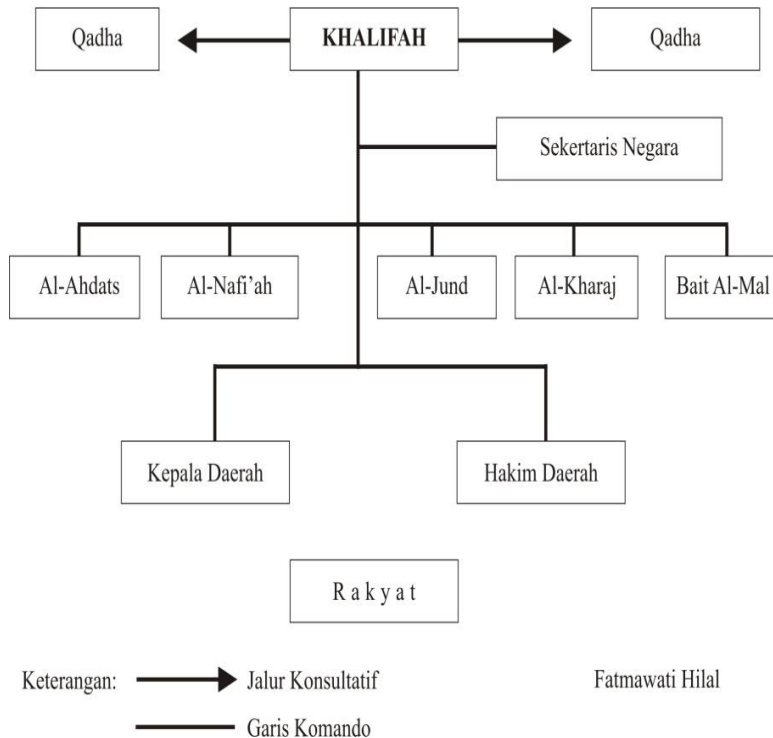 Qadha
KHALIFAH
Qadha
Sekertaris Negara
Al-Ahdats
Al-Nafi'ah
Al-Jund
Al-Kharaj
Bait Al-Mal
Kepala Daerah
Hakim Daerah
R a k y a t
Keterangan:
Jalur Konsultatif
Fatmawati Hilal
Garis Komando